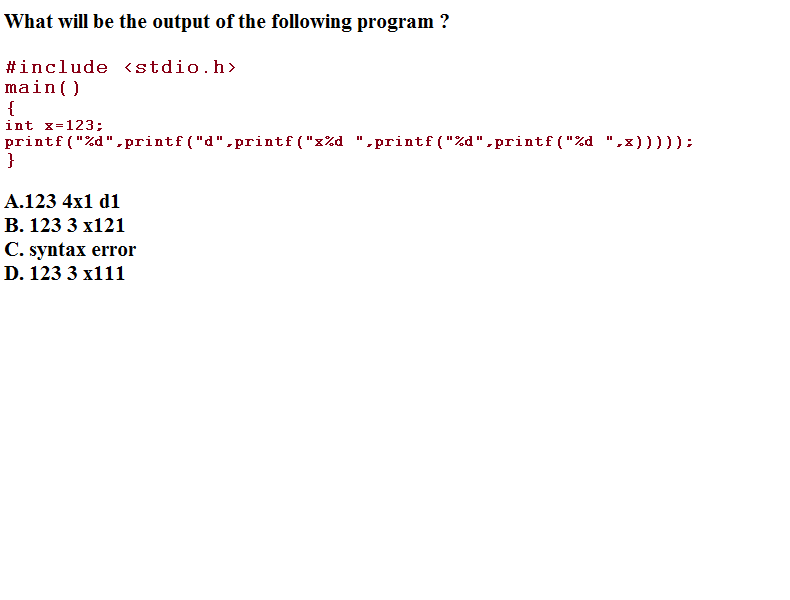 What will be the output of the following program ?
#include <stdio.h>
main()
{
int x=123;
printf("%d",printf("d",printf("x%d ",printf("%d",printf("%d ",x)))));
}
A.123 4x1 d1
B. 123 3 x121
C. syntax error
D. 123 3 x111